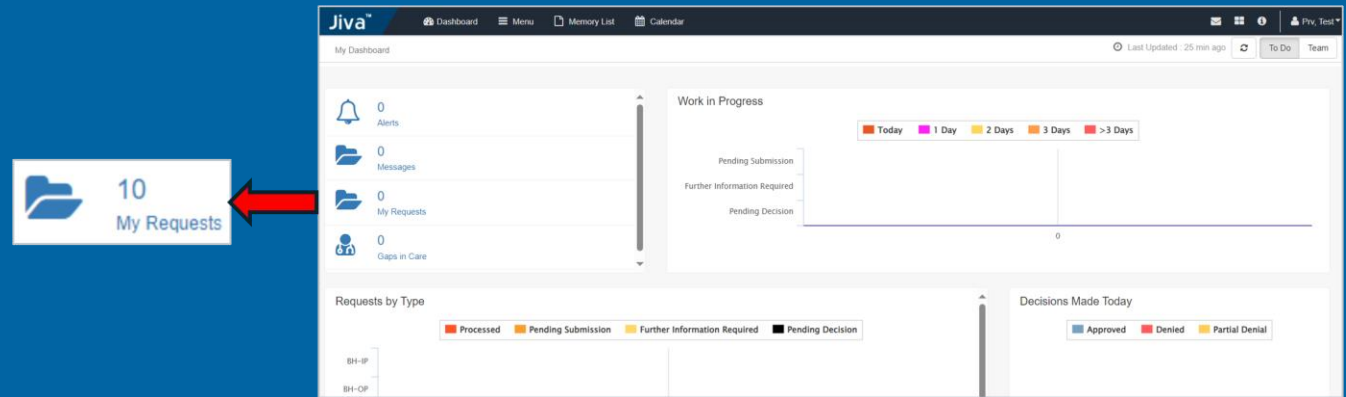 Jiva™
Dashboard
Menu
Memory List
Calendar
Prv, Test
My Dashboard
Last Updated : 25 min ago
To Do
Team
0
Alerts
0
Messages
0
My Requests
0
Gaps in Care
10
My Requests
Work in Progress
Today
1 Day
2 Days
3 Days
>3 Days
Pending Submission
Further Information Required
Pending Decision
0
Requests by Type
Processed
Pending Submission
Further Information Required
Pending Decision
BH-IP
BH-OP
Decisions Made Today
Approved
Denied
Partial Denial